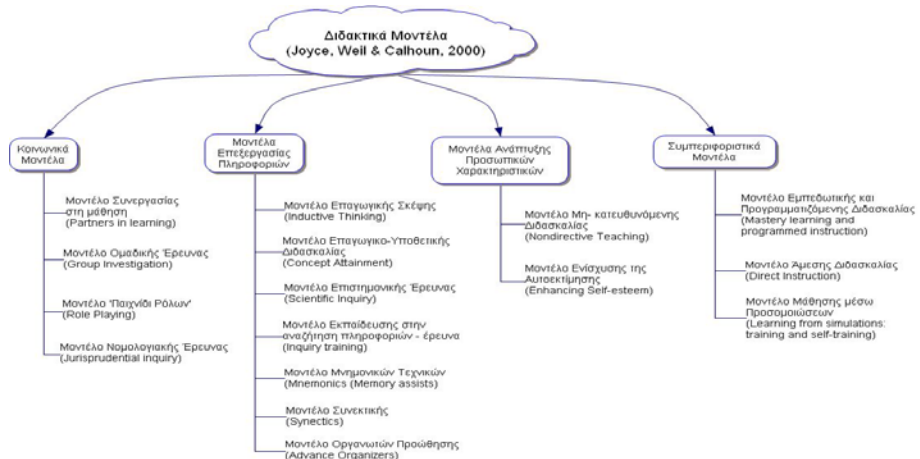 Διδακτικά Μοντέλα
(Joyce, Weil & Calhoun, 2000)
Κοινωνικά
Μοντέλα
Μοντέλο Συνεργασίας
στη μάθηση
(Partners in learning)
Μοντέλο Ομαδικής Έρευνας
(Group Investigation)
Μοντέλο 'Παιχνίδι Ρόλων'
(Role Playing)
Μοντέλο Νομολογιακής Έρευνας
(Jurisprudential inquiry)
Μοντέλα
Επεξεργασίας
Πληροφοριών
Μοντέλο Επαγωγικής Σκέψης
(Inductive Thinking)
Μοντέλο Επαγωγικο-Υποθετικής
Διδασκαλίας
(Concept Attainment)
Μοντέλο Επιστημονικής Έρευνας
(Scientific Inquiry)
Μοντέλο Εκπαίδευσης στην
αναζήτηση πληροφοριών - έρευνα
(Inquiry training)
Μοντέλο Μνημονικών Τεχνικών
(Mnemonics (Memory assists)
Μοντέλο Συνεκτικής
(Synectics)
Μοντέλο Οργανωτών Προώθησης
(Advance Organizers)
Μοντέλα Ανάπτυξης
Προσωπικών
Χαρακτηριστικών
Μοντέλο Μη- κατευθυνόμενης
Διδασκαλίας
(Nondirective Teaching)
Μοντέλο Ενίσχυσης της
Αυτοεκτίμησης
(Enhancing Self-esteem)
Συμπεριφοριστικά
Μοντέλα
Μοντέλο Εμπεδωτικής και
Προγραμματιζόμενης Διδασκαλίας
(Mastery learning and
programmed instruction)
Μοντέλο Άμεσης Διδασκαλίας
(Direct Instruction)
Μοντέλο Μάθησης μέσω
Προσομοιώσεων
(Learning from simulations:
training and self-training)